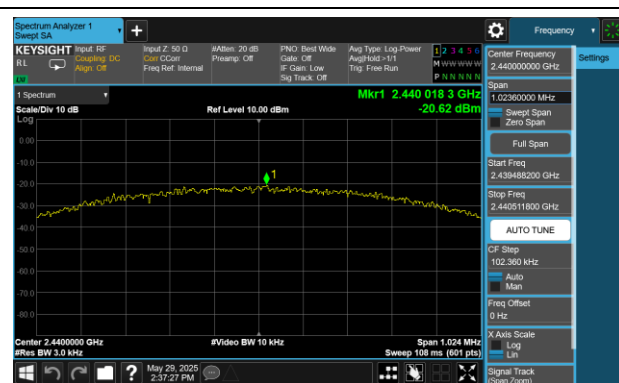 Spectrum Analyzer 1
Swept SA
+
Frequency
KEYSIGHT
RL
Input: RF
Coupling: DC
Align: Off
Input Z: 50 Ω
Corr CCorr
Freq Ref: Internal
#Atten: 20 dB
Preamp: Off
PNO: Best Wide
Gate: Off
IF Gain: Low
Sig Track: Off
Avg Type: Log-Power
Avg|Hold:>1/1
Trig: Free Run
1 2 3 4 5 6
M W W W W W
P N N N N N
1 Spectrum
Scale/Div 10 dB
Ref Level 10.00 dBm
Mkr1 2.440 018 3 GHz
-20.62 dBm
Log
0.00
-10.0
-20.0
-30.0
-40.0
-50.0
-60.0
-70.0
-80.0
1
Center 2.4400000 GHz
#Video BW 10 kHz
Span 1.024 MHz
#Res BW 3.0 kHz
Sweep 108 ms (601 pts)
?
May 29, 2025
2:37:27 PM
Center Frequency
2.440000000 GHz
Settings
Span
1.02360000 MHz
Swept Span
Zero Span
Full Span
Start Freq
2.439488200 GHz
Stop Freq
2.440511800 GHz
AUTO TUNE
CF Step
102.360 kHz
Auto
Man
Freq Offset
0 Hz
X Axis Scale
Log
Lin
Signal Track
(Span Zoom)